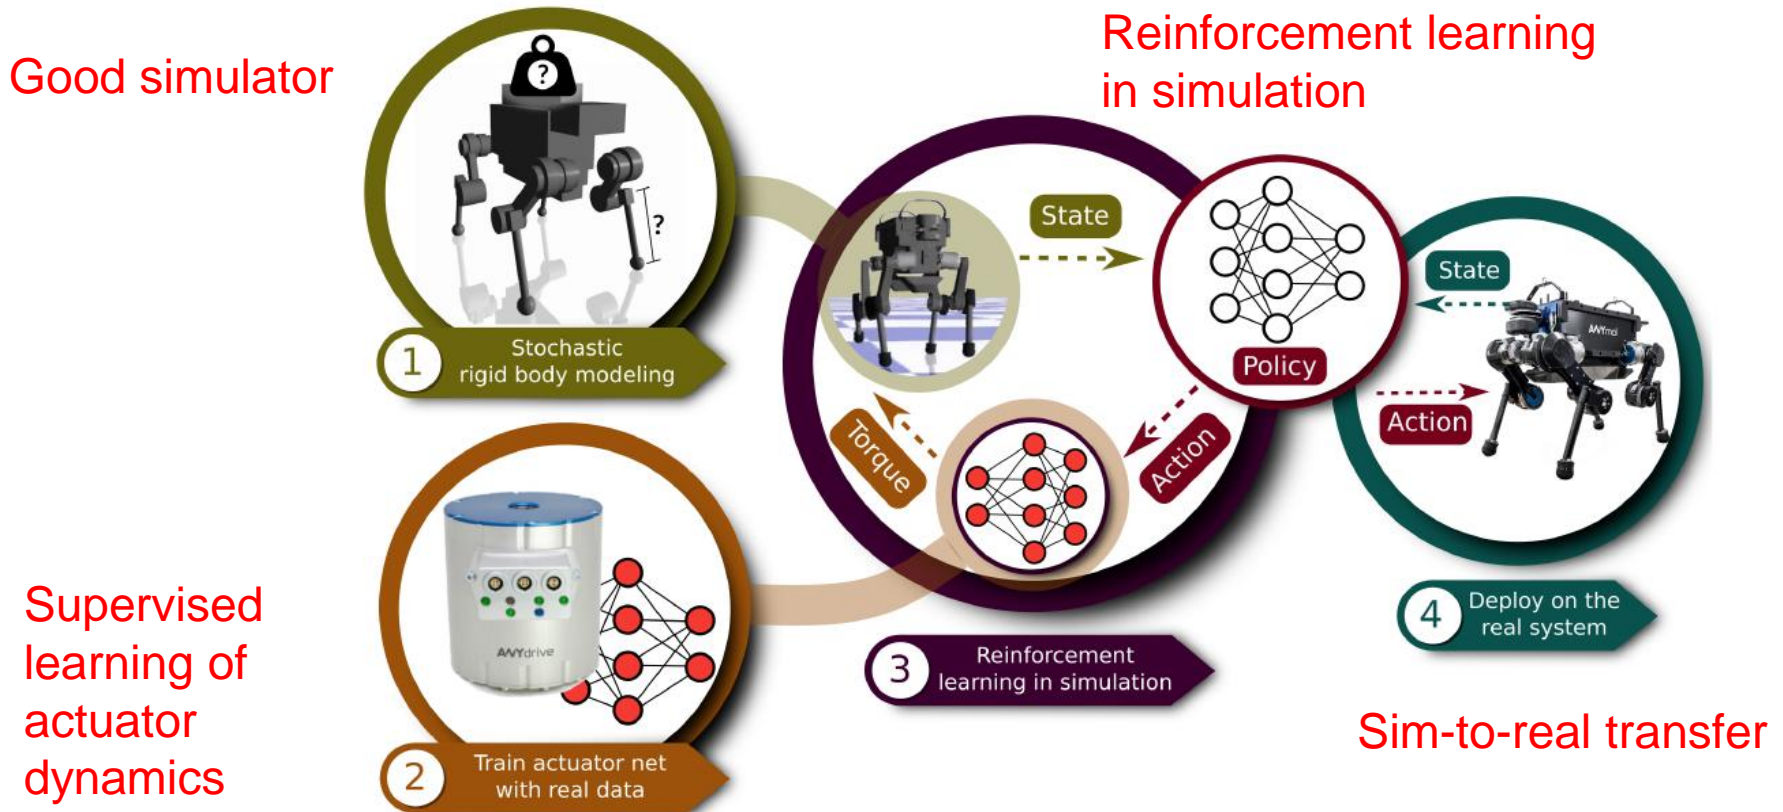 Good simulator
Reinforcement learning
in simulation
?
?
1
Stochastic
rigid body modeling
State
Policy
Action
Torque
State
Action
ANYmal
ANYdrive
Supervised
learning of
actuator
dynamics
2
Train actuator net
with real data
3
Reinforcement
learning in simulation
4
Deploy on the
real system
Sim-to-real transfer